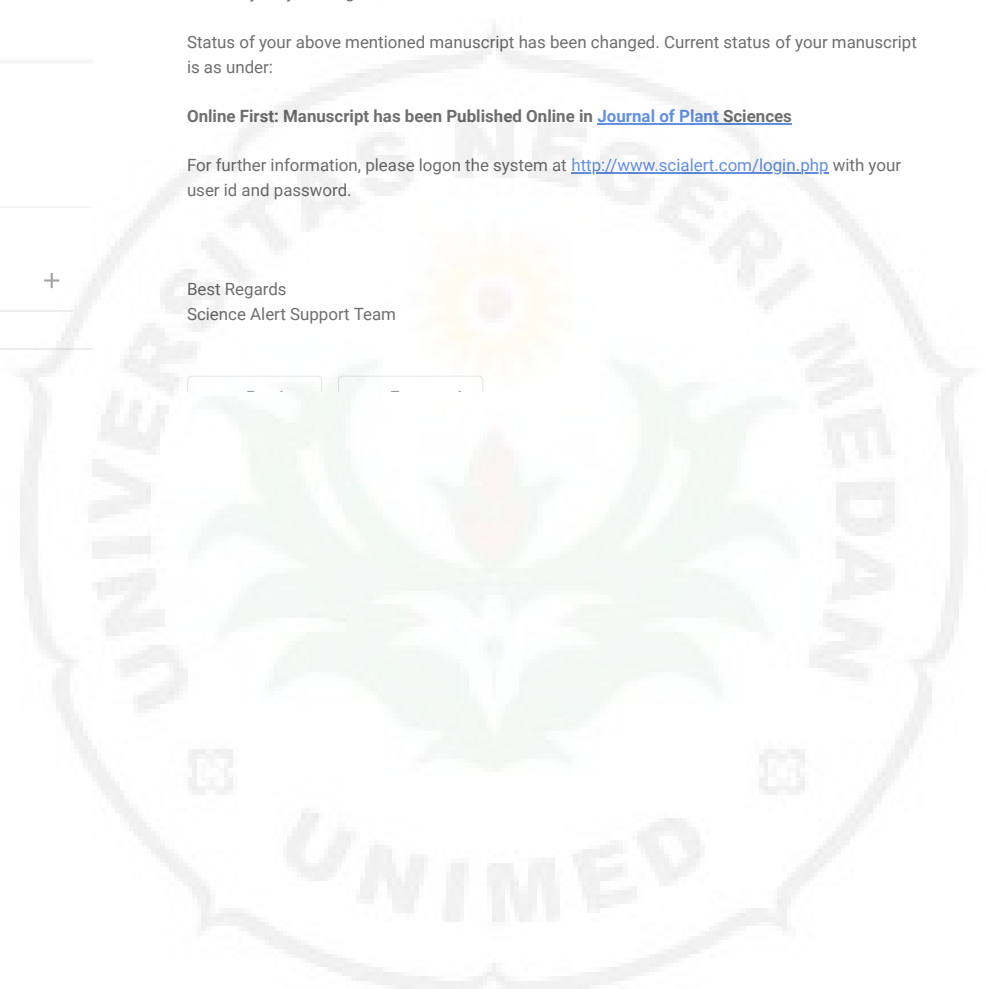 Status of your above mentioned manuscript has been changed. Current status of your manuscript
is as under:
Online First: Manuscript has been Published Online in Journal of Plant Sciences
For further information, please logon the system at http://www.scialert.com/login.php with your
user id and password.
+
Best Regards
Science Alert Support Team
UNIVERSITAS NEGERI MEDAN
UNIMED